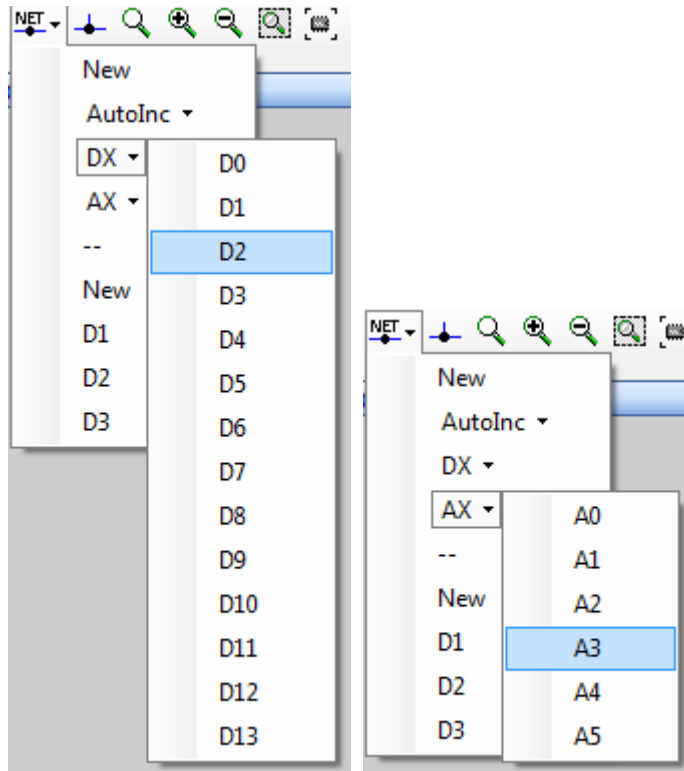 NET
New
AutoInc
DX
AX
--
New
D1
D2
D3
D0
D1
D2
D3
D4
D5
D6
D7
D8
D9
D10
D11
D12
D13
NET
New
AutoInc
DX
AX
--
New
D1
D2
D3
A0
A1
A2
A3
A4
A5